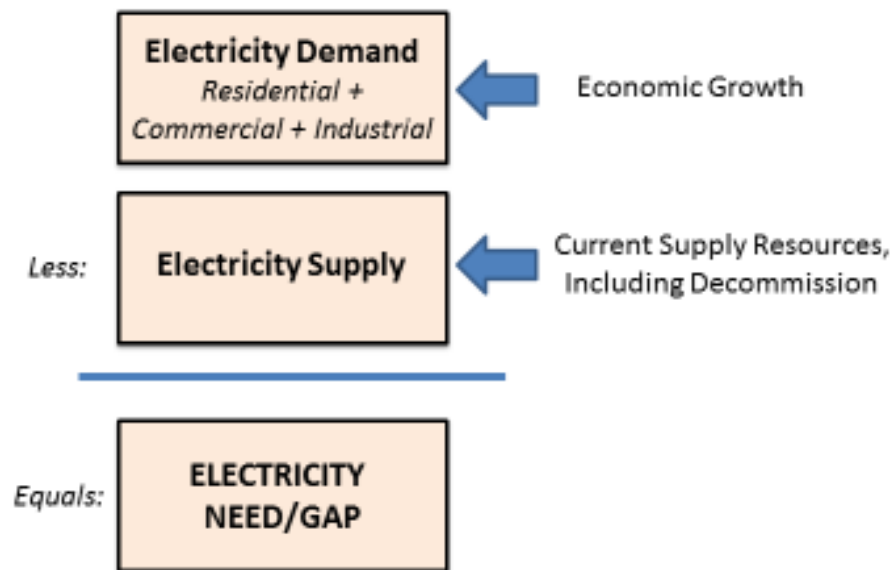 Electricity Demand
Residential +
Commercial + Industrial
Economic Growth
Less:
Electricity Supply
Current Supply Resources,
Including Decommission
Equals:
ELECTRICITY
NEED/GAP